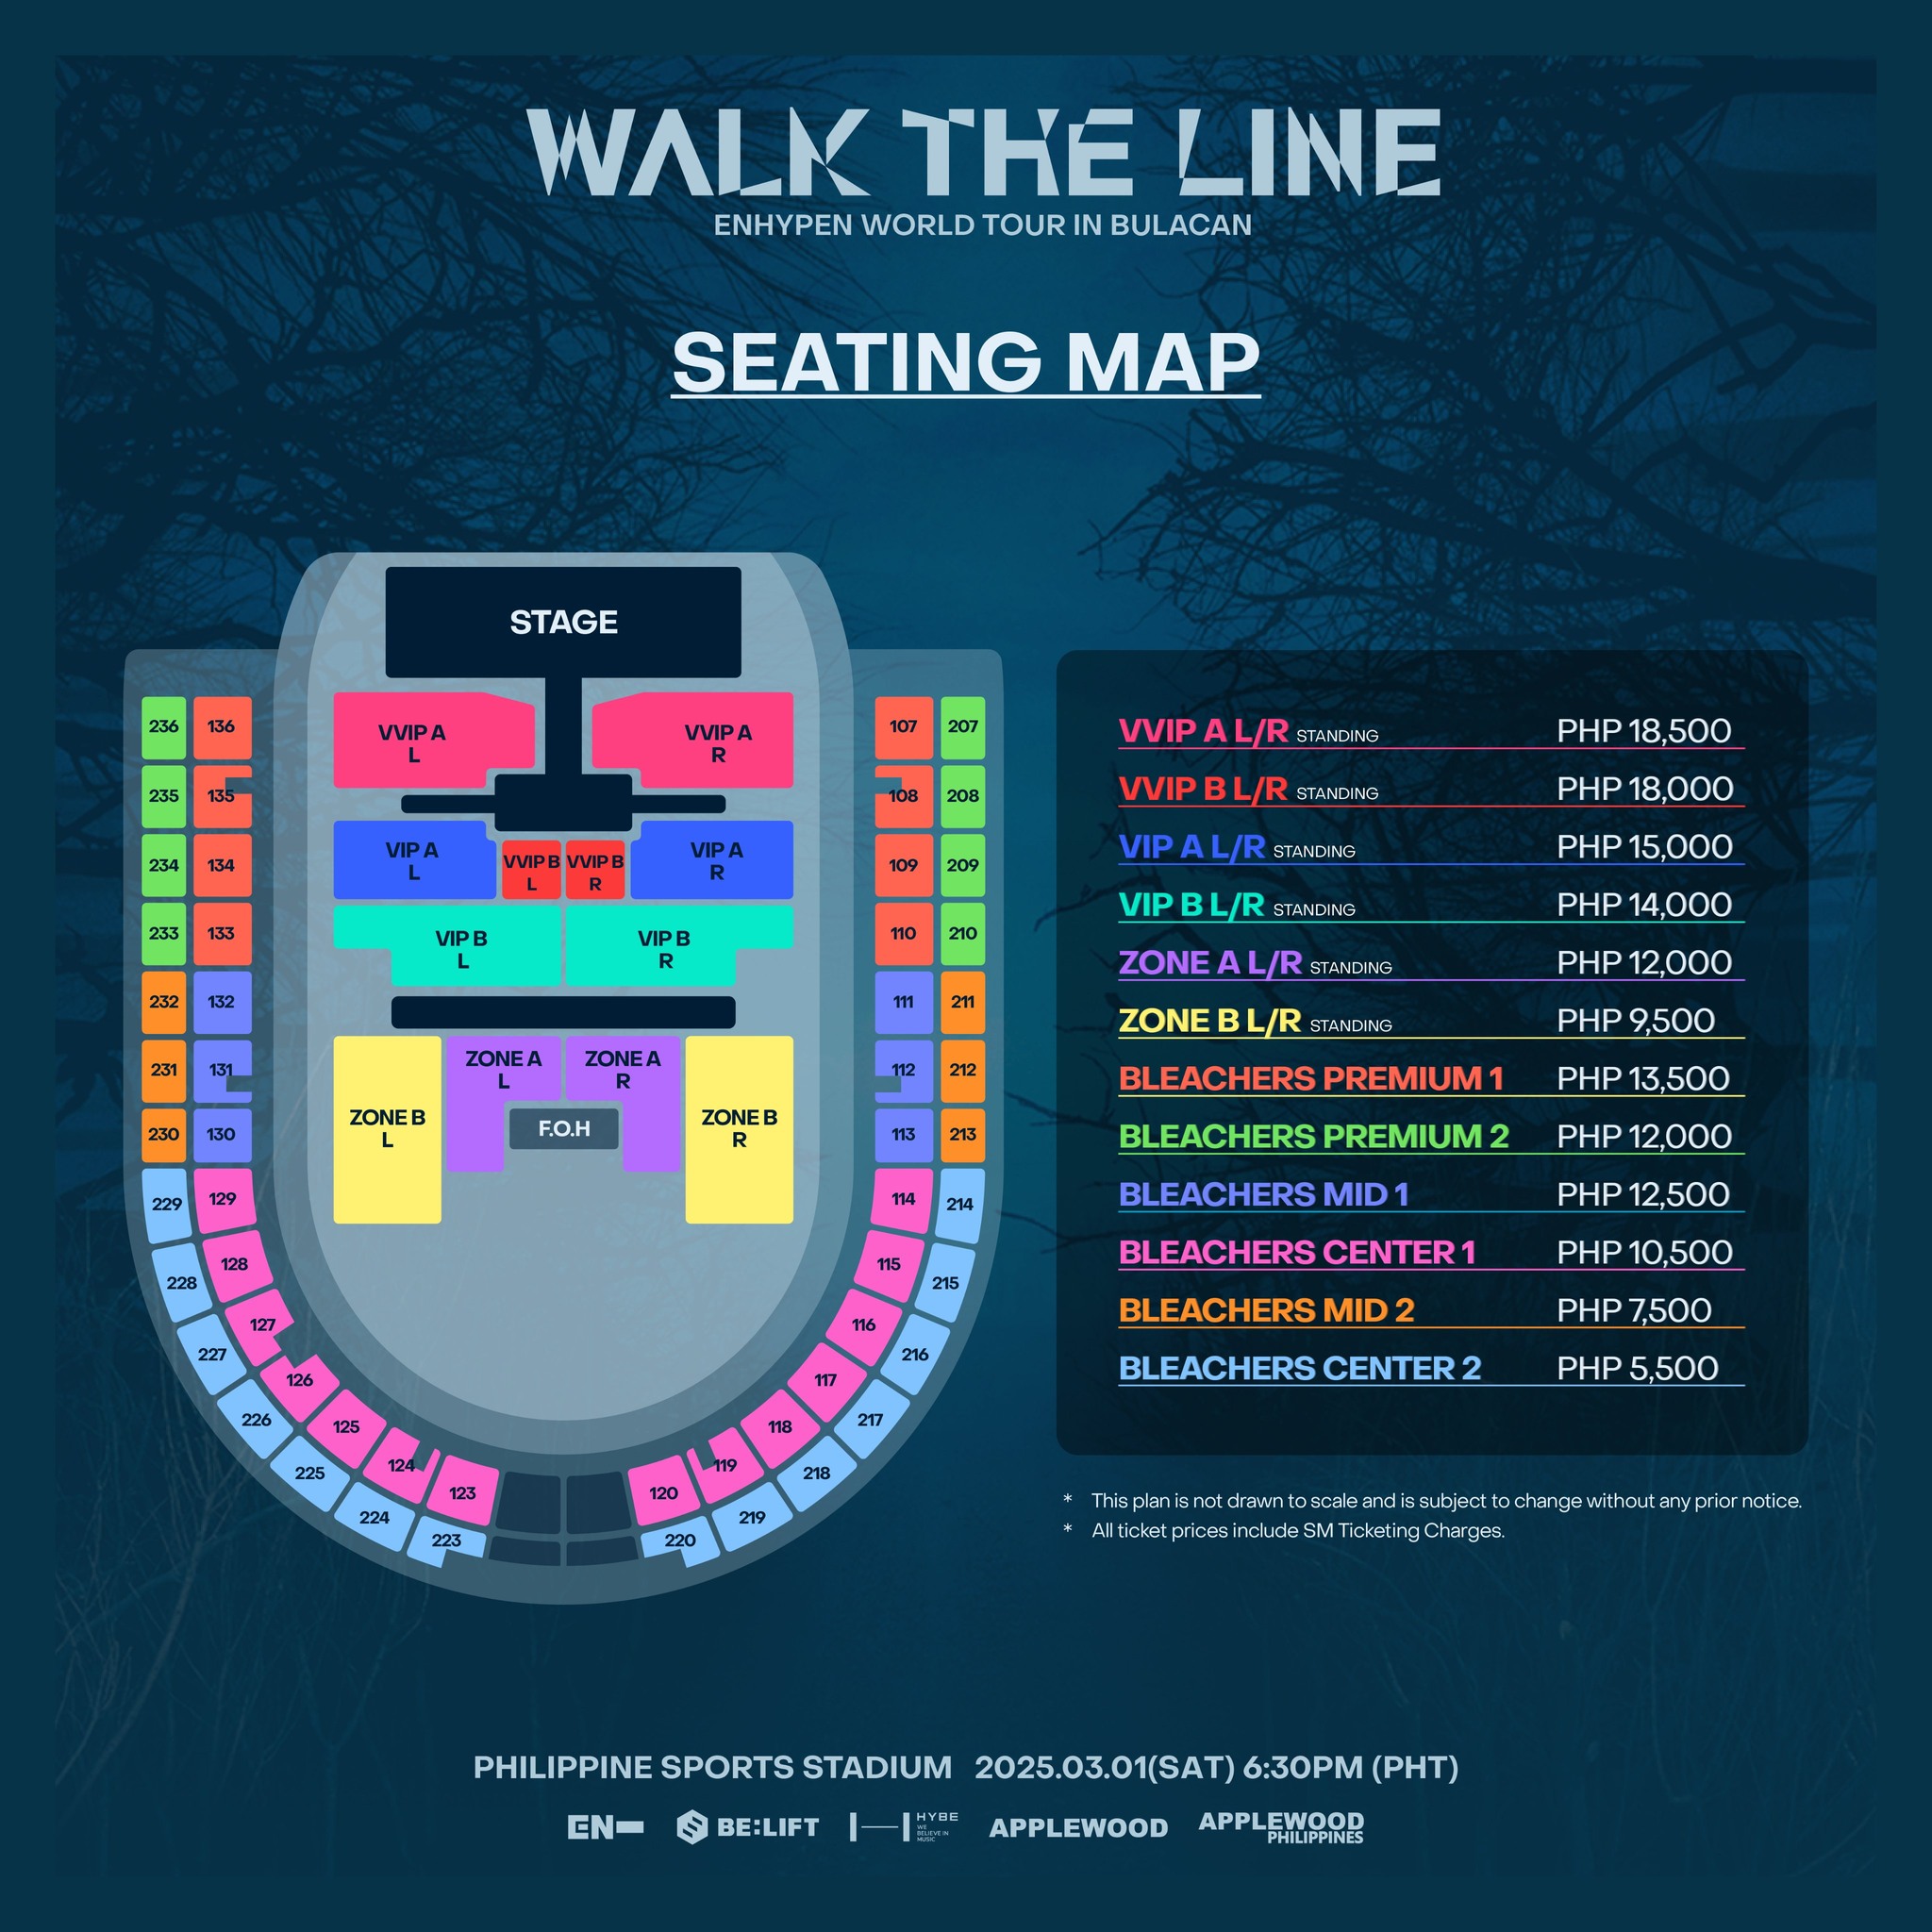 WALK THE LINE
ENHYPEN WORLD TOUR IN BULACAN
SEATING MAP
STAGE
VVIP A
L
VVIP A
R
VIP A
L
VVIP B
L
VVIP B
R
VIP A
R
VIP B
L
VIP B
R
ZONE A
L
ZONE A
R
ZONE B
L
F.O.H
ZONE B
R
236 136 107 207
235 135 108 208
234 134 109 209
233 133 110 210
232 132 111 211
231 131 112 212
230 130 113 213
229 129 114 214
228 128 115 215
227 127 116 216
226 126 117 217
225 125 118 218
224 124 119 219
223 123 120 220
VVIP A L/R STANDING PHP 18,500
VVIP B L/R STANDING PHP 18,000
VIP A L/R STANDING PHP 15,000
VIP B L/R STANDING PHP 14,000
ZONE A L/R STANDING PHP 12,000
ZONE B L/R STANDING PHP 9,500
BLEACHERS PREMIUM 1 PHP 13,500
BLEACHERS PREMIUM 2 PHP 12,000
BLEACHERS MID 1 PHP 12,500
BLEACHERS CENTER 1 PHP 10,500
BLEACHERS MID 2 PHP 7,500
BLEACHERS CENTER 2 PHP 5,500
* This plan is not drawn to scale and is subject to change without any prior notice.
* All ticket prices include SM Ticketing Charges.
PHILIPPINE SPORTS STADIUM 2025.03.01(SAT) 6:30PM (PHT)
EN-
BE:LIFT
HYBE
WE
BELIEVE IN
MUSIC
APPLEWOOD
APPLEWOOD
PHILIPPINES